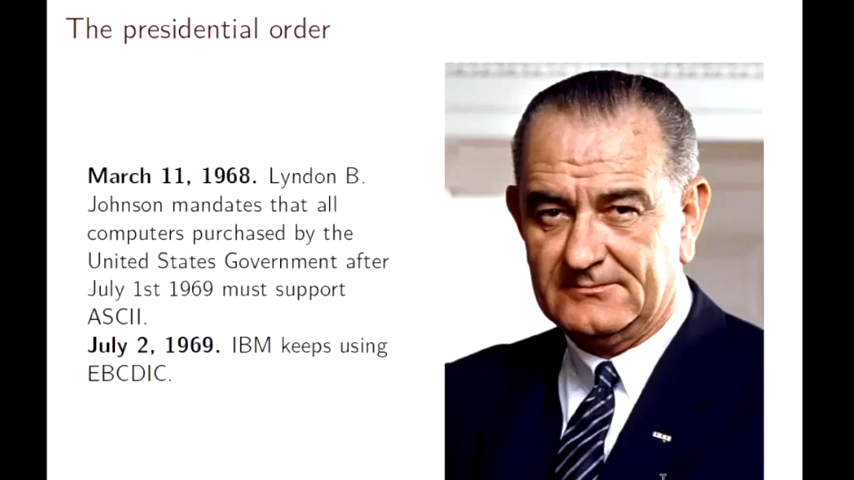 The presidential order
March 11, 1968. Lyndon B.
Johnson mandates that all
computers purchased by the
United States Government after
July 1st 1969 must support
ASCII.
July 2, 1969. IBM keeps using
EBCDIC.